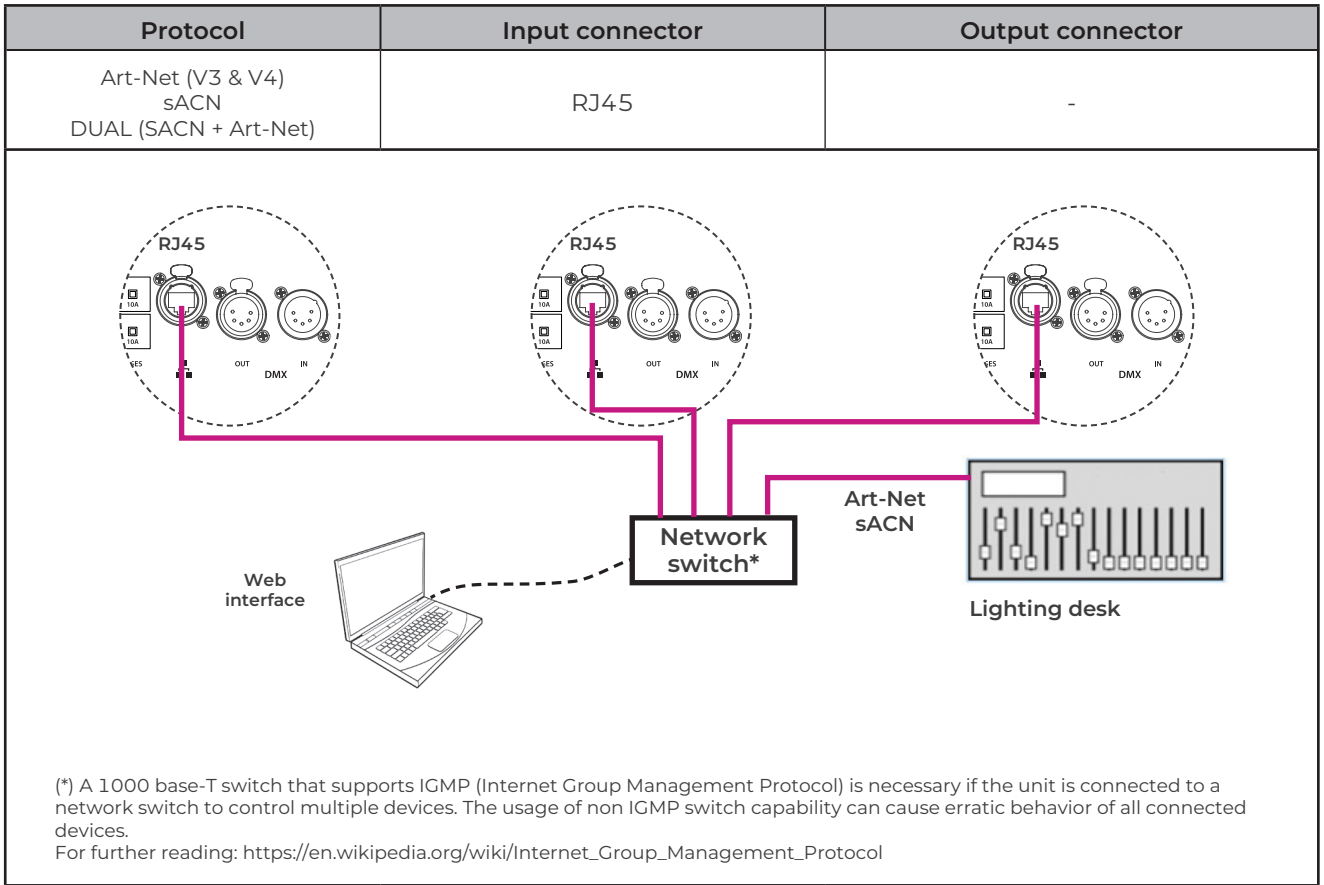 Protocol
Input connector
Output connector
Art-Net (V3 & V4)
sACN
DUAL (SACN + Art-Net)
RJ45
-
RJ45
10A
10A
SES
OUT
IN
DMX
RJ45
10A
10A
SES
OUT
IN
DMX
RJ45
10A
10A
SES
OUT
IN
DMX
Art-Net
sACN
Network
switch*
Web
interface
Lighting desk
(*) A 1000 base-T switch that supports IGMP (Internet Group Management Protocol) is necessary if the unit is connected to a
network switch to control multiple devices. The usage of non IGMP switch capability can cause erratic behavior of all connected
devices.
For further reading: https://en.wikipedia.org/wiki/Internet_Group_Management_Protocol